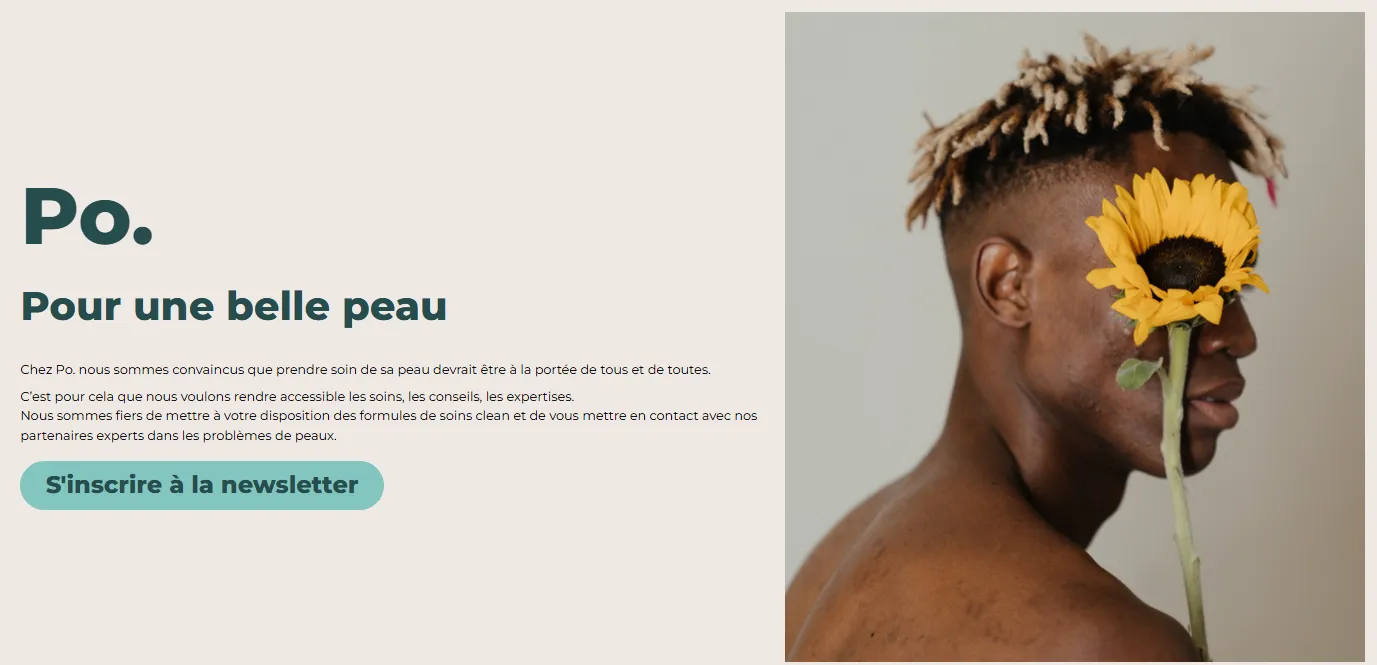 Po.
Pour une belle peau
Chez Po. nous sommes convaincus que prendre soin de sa peau devrait être à la portée de tous et de toutes.
C'est pour cela que nous voulons rendre accessible les soins, les conseils, les expertises.
Nous sommes fiers de mettre à votre disposition des formules de soins clean et de vous mettre en contact avec nos
partenaires experts dans les problèmes de peaux.
S'inscrire à la newsletter